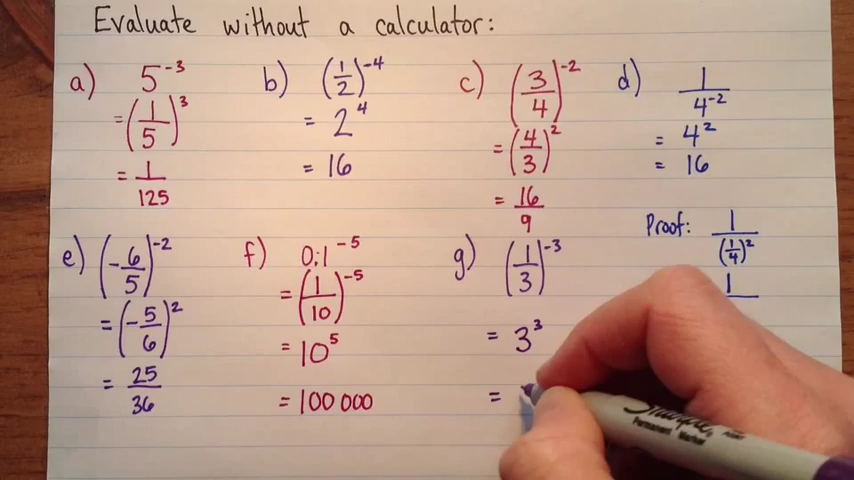 Evaluate without a calculator:
a) 5^-3
= (1/5)^3
= 1/125
b) (1/2)^-4
= 2^4
= 16
c) (3/4)^-2
= (4/3)^2
= 16/9
d) 1/4^-2
= 4^2
= 16
Proof: 1/(1/4)^2
1
e) (-6/5)^-2
= (-5/6)^2
= 25/36
f) 0.1^-5
= (1/10)^-5
= 10^5
= 100 000
g) (1/3)^-3
= 3^3
=
Sharpie
Permanent Marker